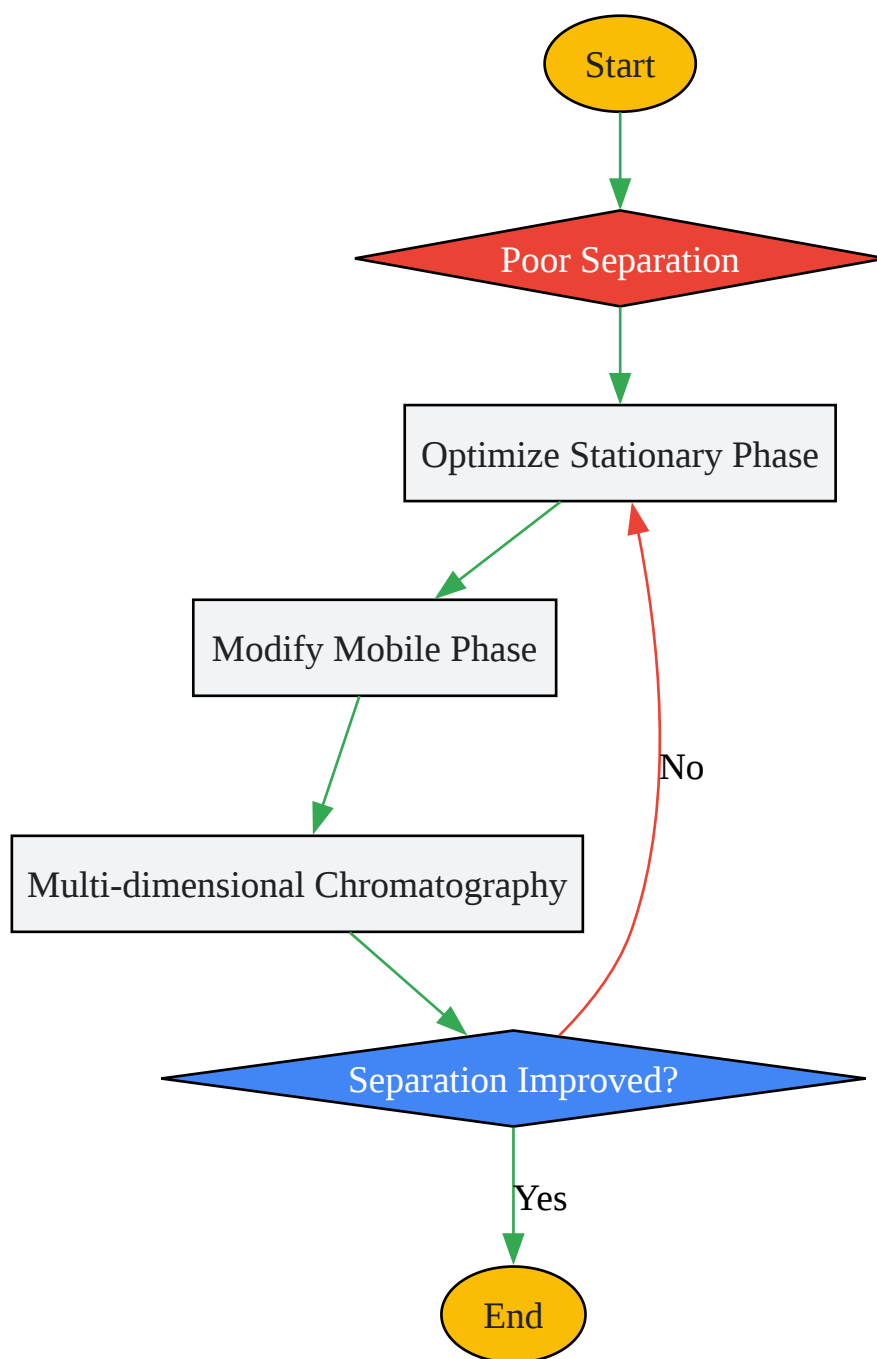 Start
Poor Separation
Optimize Stationary Phase
Modify Mobile Phase
No
Multi-dimensional Chromatography
Separation Improved?
Yes
End